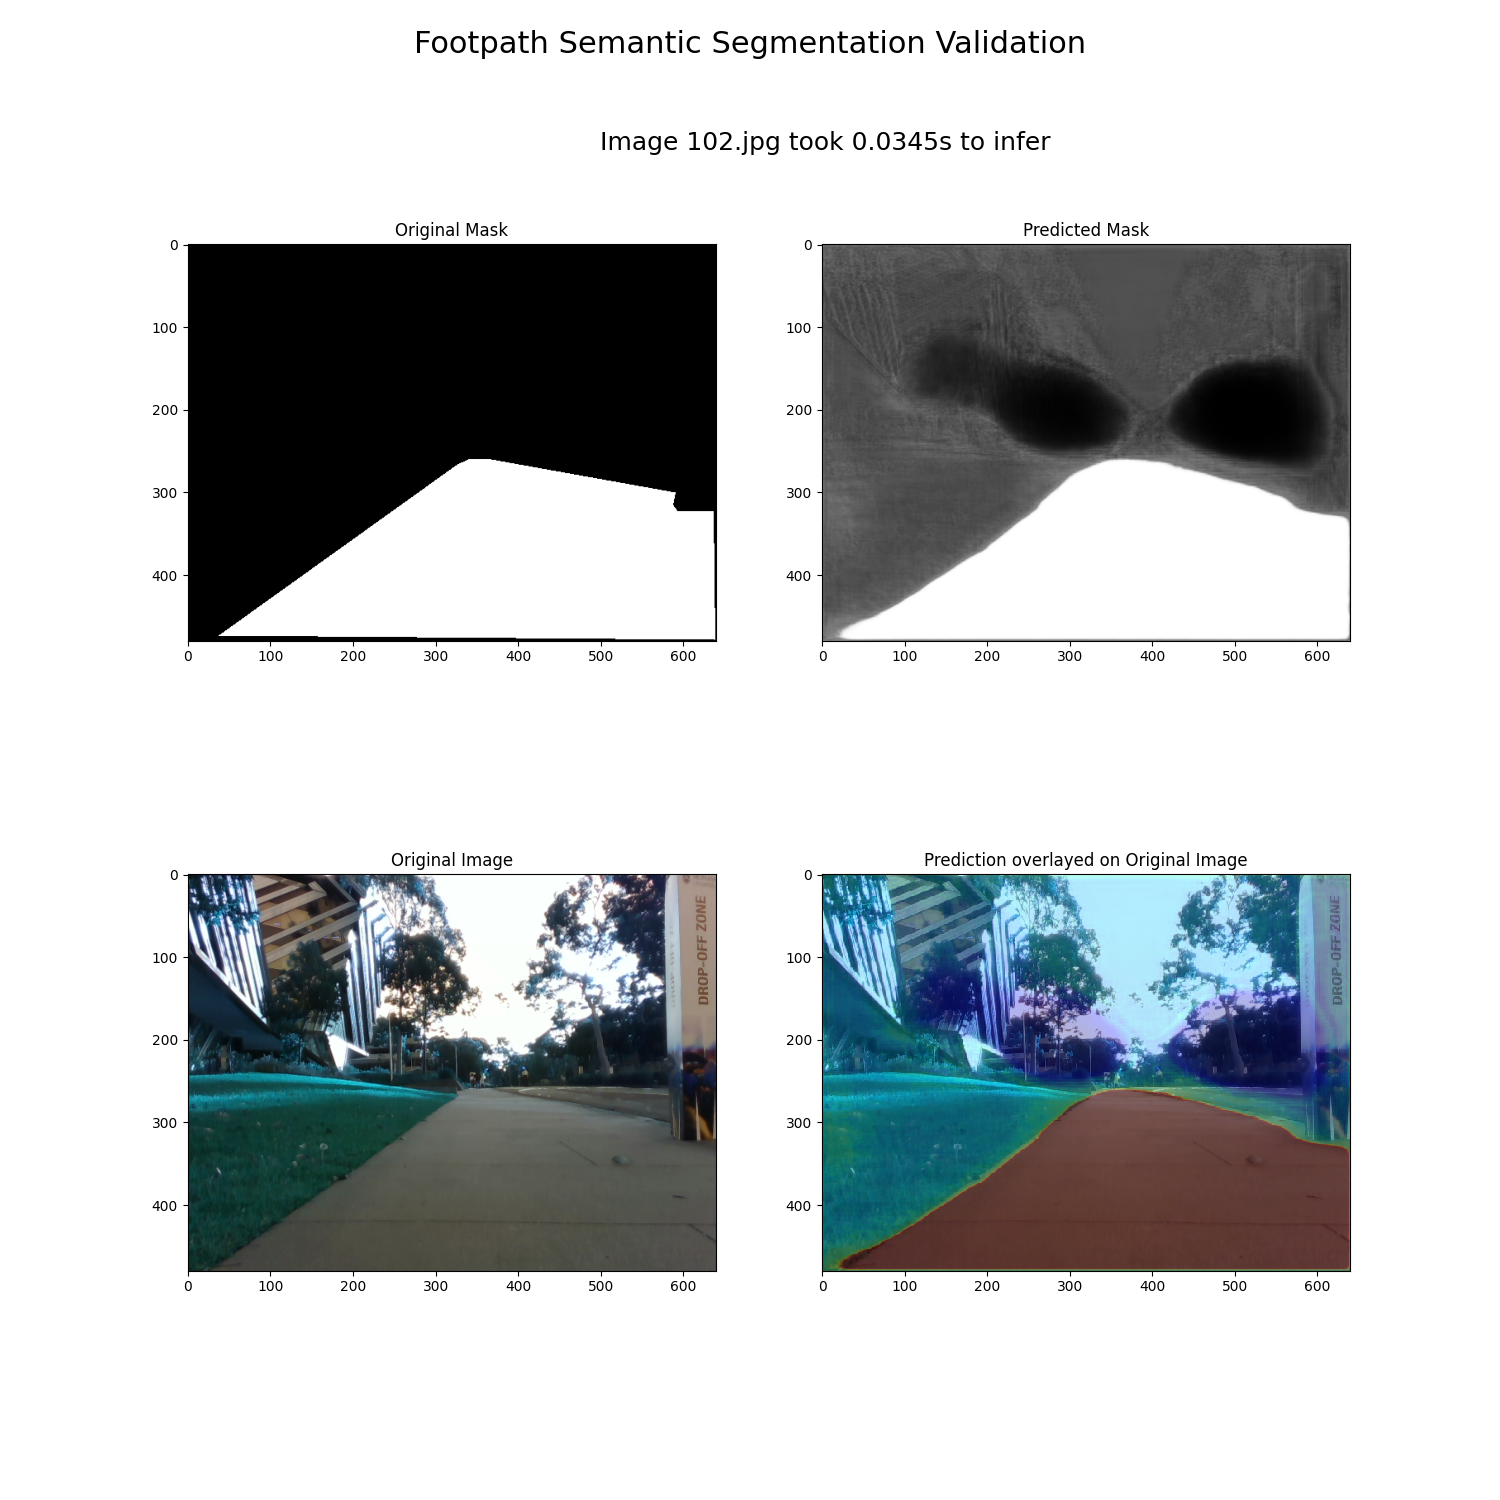 Footpath Semantic Segmentation Validation
Image 102.jpg took 0.0345s to infer
Original Mask
0
100
200
300
400
0 100 200 300 400 500 600
Predicted Mask
0
100
200
300
400
0 100 200 300 400 500 600
Original Image
0
100
200
300
400
DROP-OFF ZONE
0 100 200 300 400 500 600
Prediction overlayed on Original Image
0
100
200
300
400
DROP-OFF ZONE
0 100 200 300 400 500 600